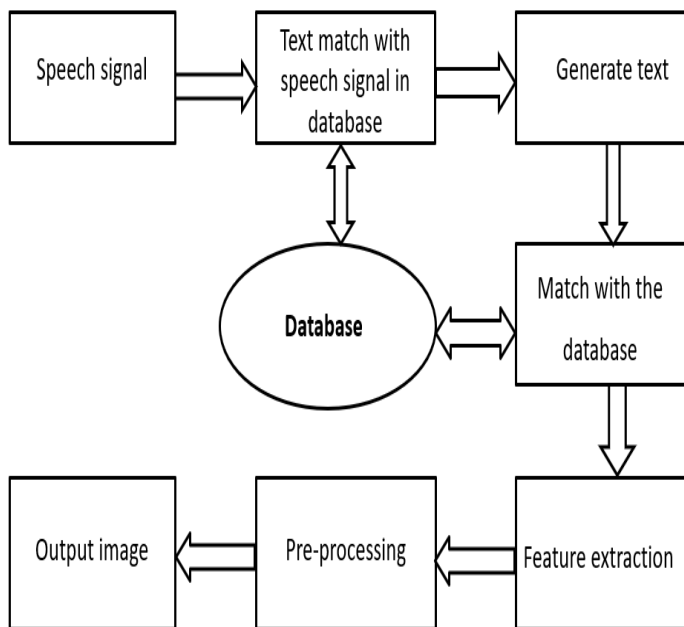 Speech signal
Text match with
speech signal in
database
Generate text
Database
Match with the
database
Output image
Pre-processing
Feature extraction